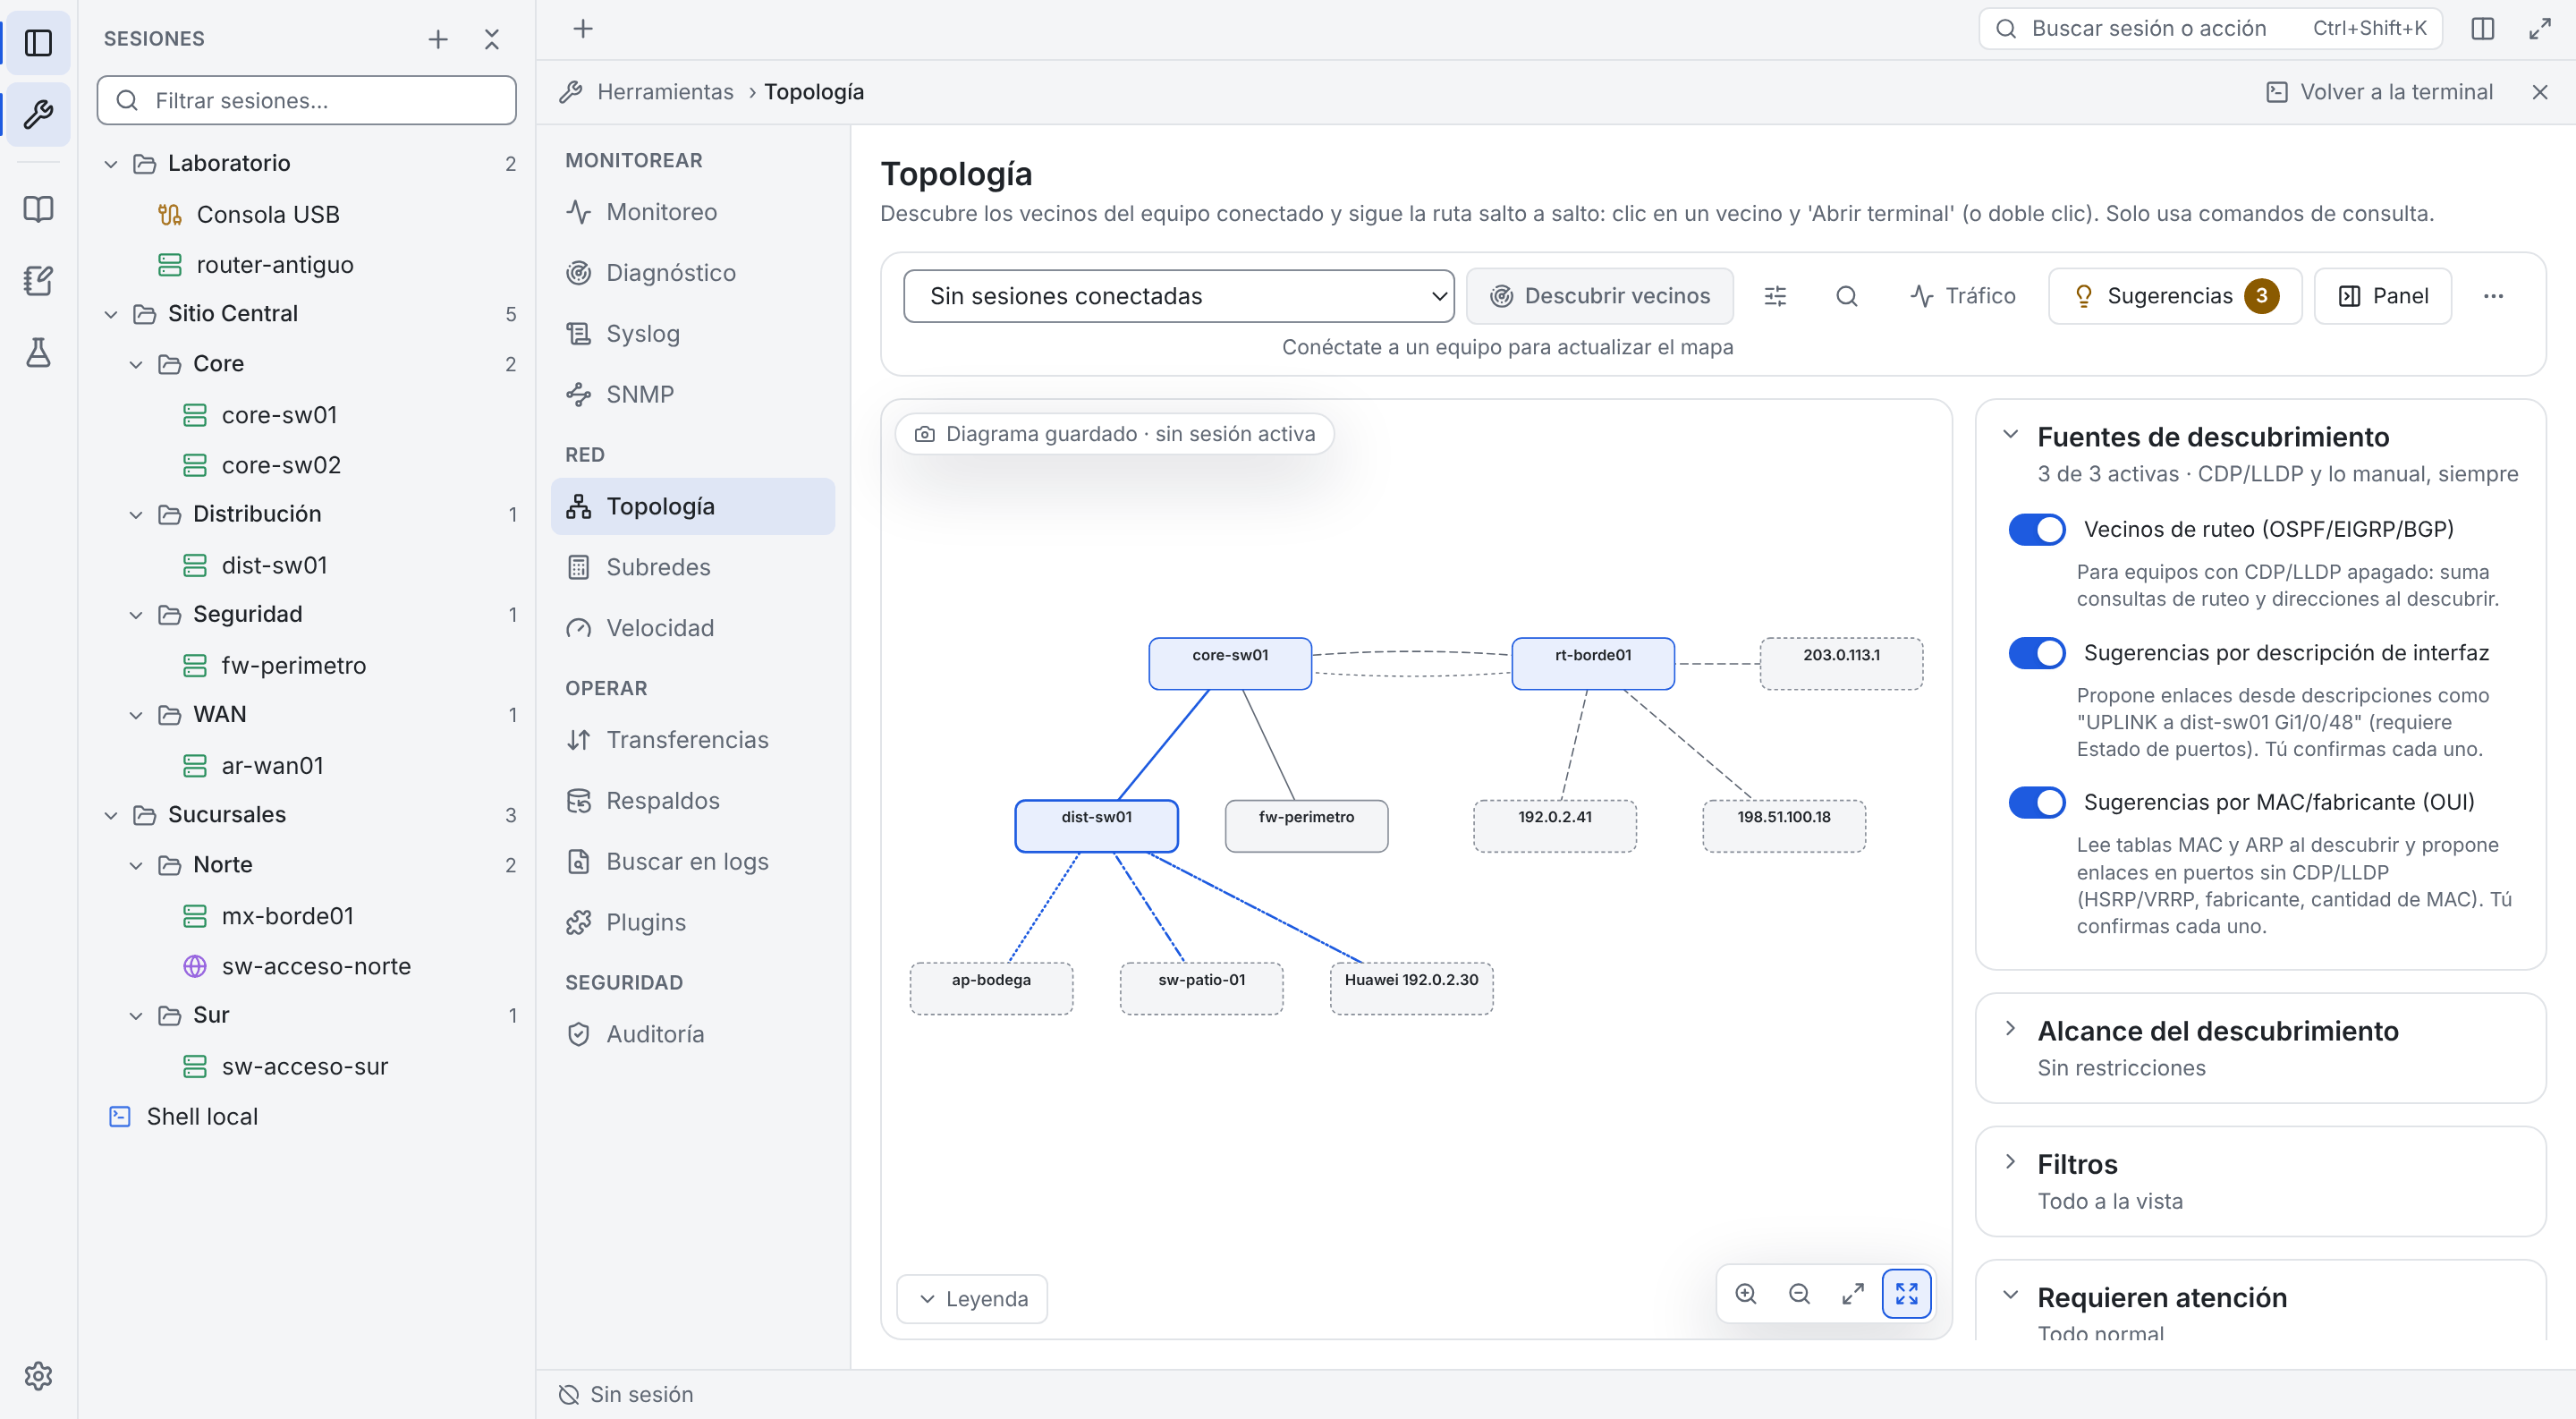 SESIONES
Filtrar sesiones...
Laboratorio 2
Consola USB
router-antiguo
Sitio Central 5
Core 2
core-sw01
core-sw02
Distribución 1
dist-sw01
Seguridad 1
fw-perimetro
WAN 1
ar-wan01
Sucursales 3
Norte 2
mx-borde01
sw-acceso-norte
Sur 1
sw-acceso-sur
Shell local
Buscar sesión o acción Ctrl+Shift+K
Herramientas › Topología
Volver a la terminal
MONITOREAR
Monitoreo
Diagnóstico
Syslog
SNMP
RED
Topología
Subredes
Velocidad
OPERAR
Transferencias
Respaldos
Buscar en logs
Plugins
SEGURIDAD
Auditoría
Topología
Descubre los vecinos del equipo conectado y sigue la ruta salto a salto: clic en un vecino y 'Abrir terminal' (o doble clic). Solo usa comandos de consulta.
Sin sesiones conectadas
Descubrir vecinos
Tráfico
Sugerencias 3
Panel
Conéctate a un equipo para actualizar el mapa
Diagrama guardado · sin sesión activa
core-sw01
rt-borde01
203.0.113.1
dist-sw01
fw-perimetro
192.0.2.41
198.51.100.18
ap-bodega
sw-patio-01
Huawei 192.0.2.30
Leyenda
Fuentes de descubrimiento
3 de 3 activas · CDP/LLDP y lo manual, siempre
Vecinos de ruteo (OSPF/EIGRP/BGP)
Para equipos con CDP/LLDP apagado: suma
consultas de ruteo y direcciones al descubrir.
Sugerencias por descripción de interfaz
Propone enlaces desde descripciones como
"UPLINK a dist-sw01 Gi1/0/48" (requiere
Estado de puertos). Tú confirmas cada uno.
Sugerencias por MAC/fabricante (OUI)
Lee tablas MAC y ARP al descubrir y propone
enlaces en puertos sin CDP/LLDP
(HSRP/VRRP, fabricante, cantidad de MAC). Tú
confirmas cada uno.
Alcance del descubrimiento
Sin restricciones
Filtros
Todo a la vista
Requieren atención
Todo normal
Sin sesión